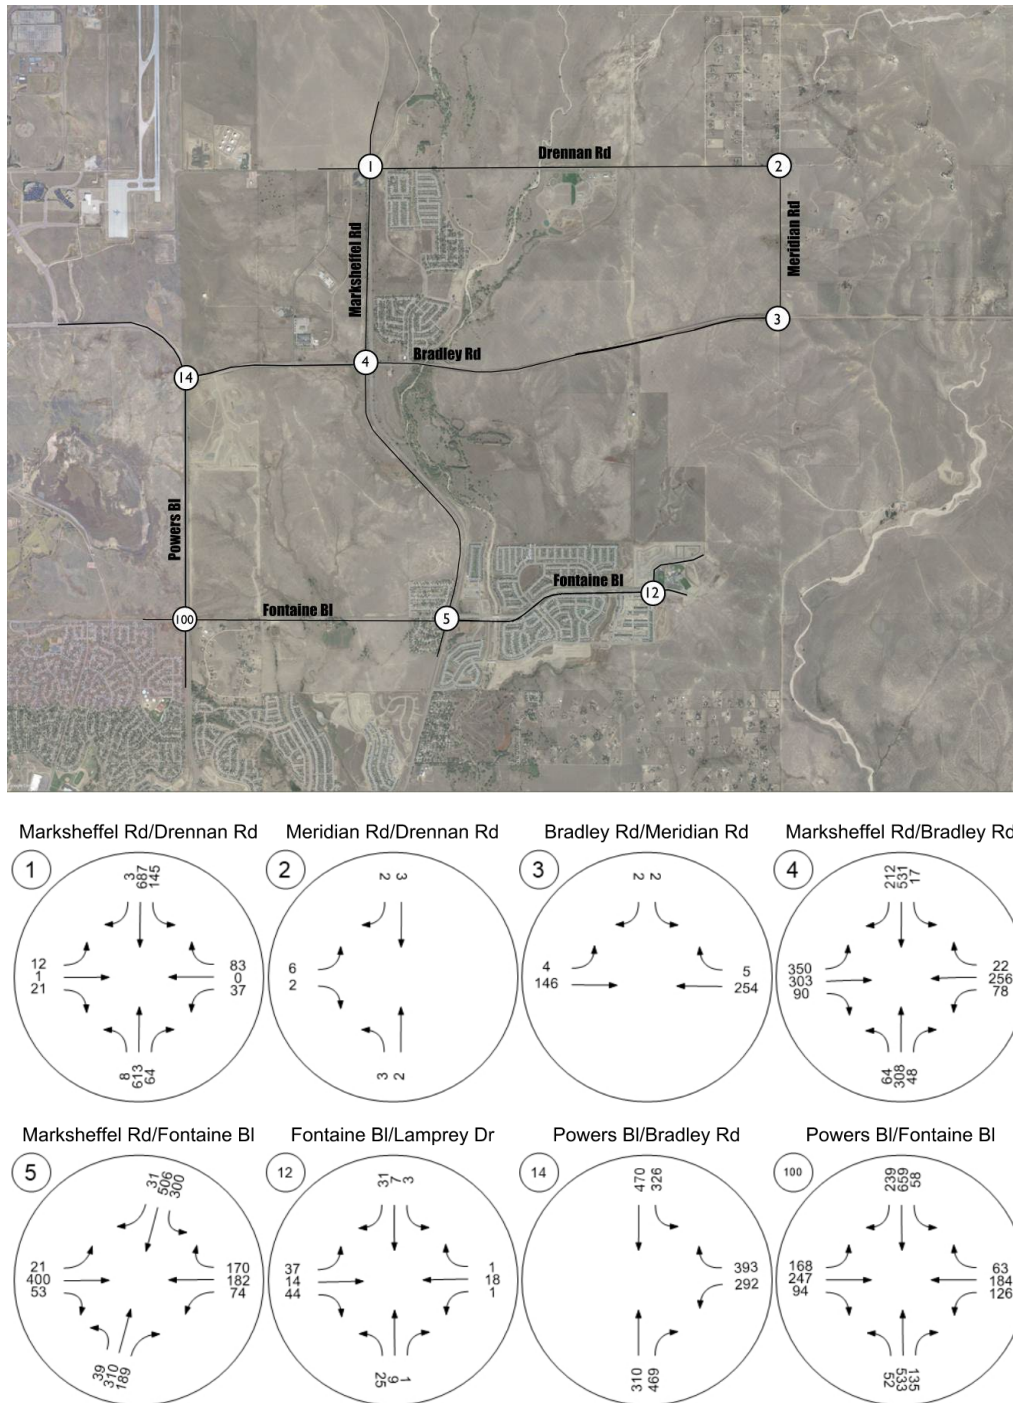 Drennan Rd
1
2
Marksheffel Rd
Meridian Rd
3
Bradley Rd
4
14
Powers Bl
Fontaine Bl
12
Fontaine Bl
100
5
Marksheffel Rd/Drennan Rd
1
3 687 145
12
1
21
83
0
37
8 613 64
Meridian Rd/Drennan Rd
2
2 3
6
2
3 2
Bradley Rd/Meridian Rd
3
2 2
4
146
5
254
Marksheffel Rd/Bradley Rd
4
212 531 17
350
303
90
22
256
78
64 308 48
Marksheffel Rd/Fontaine Bl
5
31 506 300
21
400
53
170
182
74
39 310 189
Fontaine Bl/Lamprey Dr
12
31 7 3
37
14
44
1
18
1
25 9 1
Powers Bl/Bradley Rd
14
470 326
393
292
310 469
Powers Bl/Fontaine Bl
100
239 659 58
168
247
94
63
184
126
52 533 135